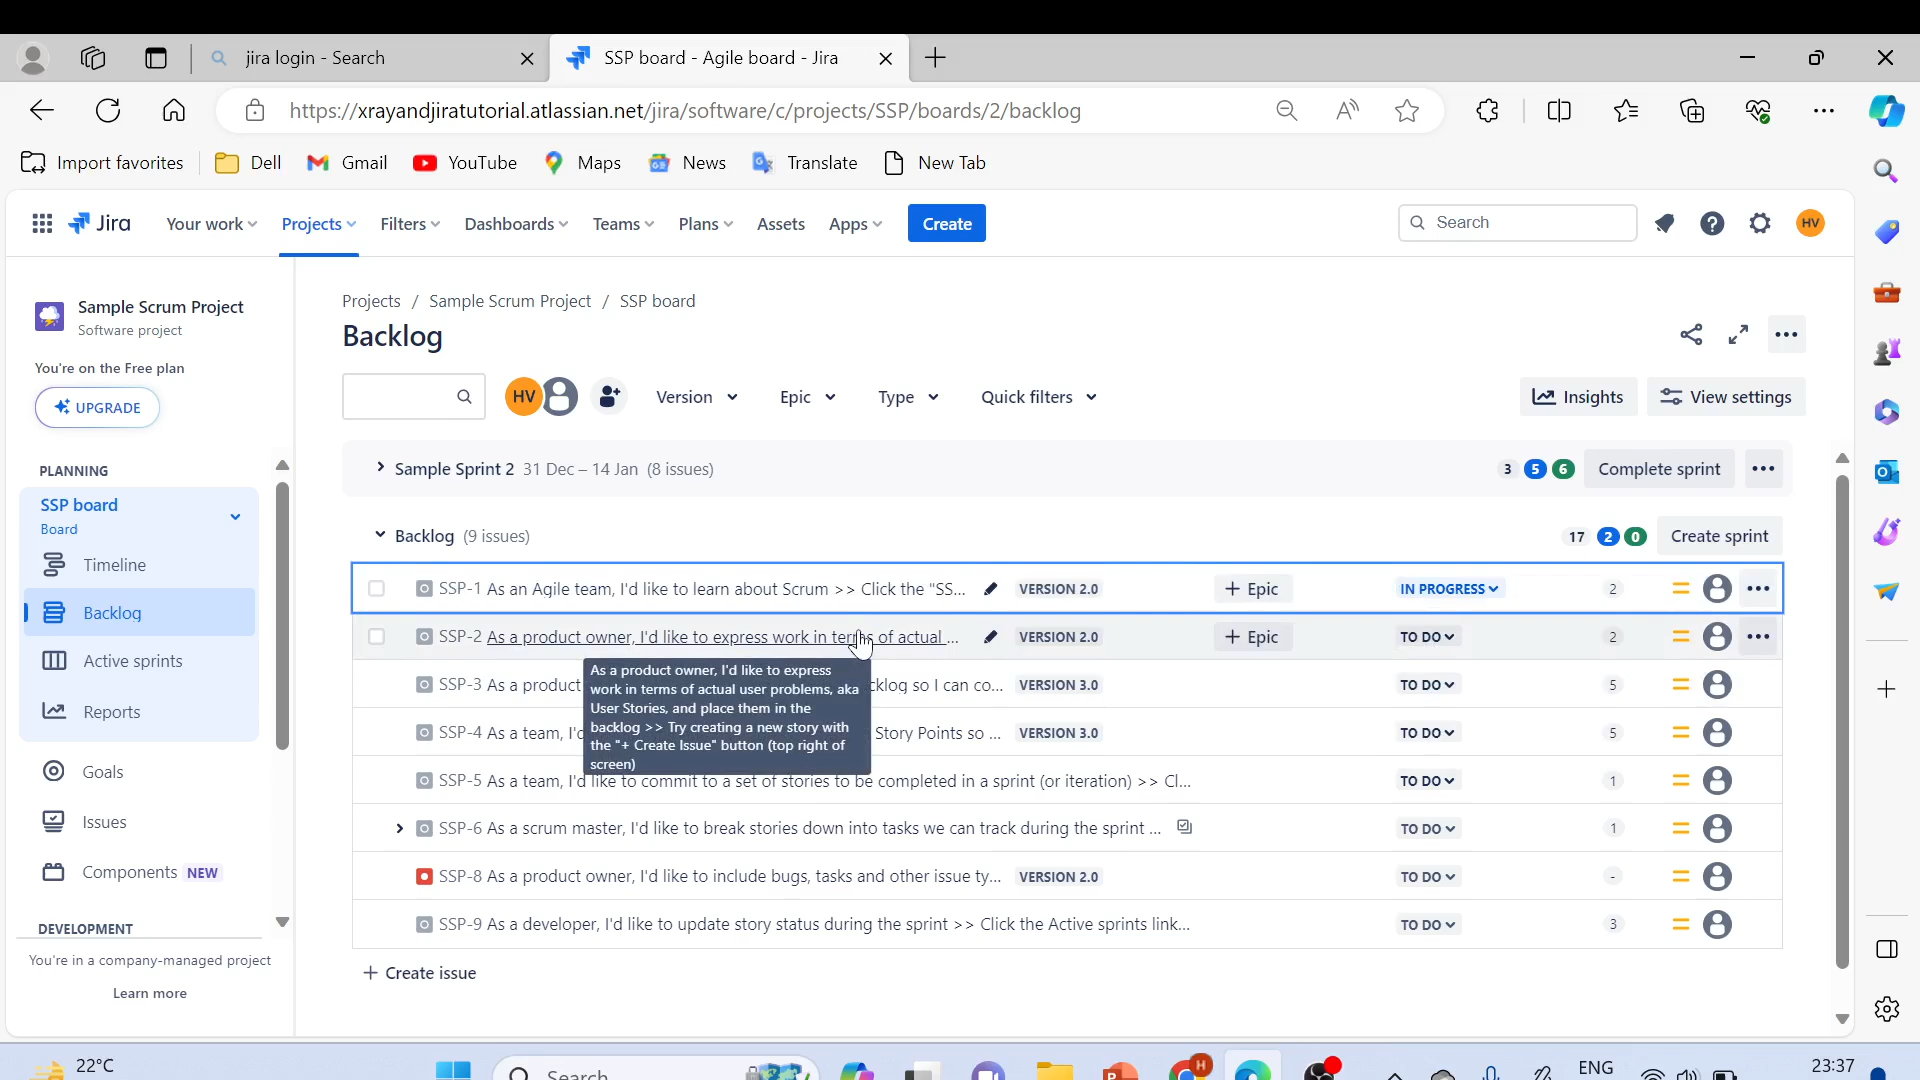 jira login - Search
SSP board - Agile board - Jira
https://xrayandjiratutorial.atlassian.net/jira/software/c/projects/SSP/boards/2/backlog
Import favorites
Dell
Gmail
YouTube
Maps
News
Translate
New Tab
Jira
Your work
Projects
Filters
Dashboards
Teams
Plans
Assets
Apps
Create
Search
HV
Sample Scrum Project
Software project
You're on the Free plan
UPGRADE
PLANNING
SSP board
Board
Timeline
Backlog
Active sprints
Reports
Goals
Issues
Components NEW
DEVELOPMENT
You're in a company-managed project
Learn more
Projects / Sample Scrum Project / SSP board
Backlog
HV
Version
Epic
Type
Quick filters
Insights
View settings
Sample Sprint 2 31 Dec – 14 Jan (8 issues) 3 5 6 Complete sprint
Backlog (9 issues) 17 2 0 Create sprint
SSP-1 As an Agile team, I'd like to learn about Scrum >> Click the "SS... VERSION 2.0 + Epic IN PROGRESS 2
SSP-2 As a product owner, I'd like to express work in terms of actual ... VERSION 2.0 + Epic TO DO 2
SSP-3 As a product cklog so I can co... VERSION 3.0 TO DO 5
SSP-4 As a team, I'd Story Points so ... VERSION 3.0 TO DO 5
As a product owner, I'd like to express
work in terms of actual user problems, aka
User Stories, and place them in the
backlog >> Try creating a new story with
the "+ Create Issue" button (top right of
screen)
SSP-5 As a team, I'd like to commit to a set of stories to be completed in a sprint (or iteration) >> Cl... TO DO 1
SSP-6 As a scrum master, I'd like to break stories down into tasks we can track during the sprint ... TO DO 1
SSP-8 As a product owner, I'd like to include bugs, tasks and other issue ty... VERSION 2.0 TO DO -
SSP-9 As a developer, I'd like to update story status during the sprint >> Click the Active sprints link... TO DO 3
+ Create issue
22°C
Search
H
ENG
23:37